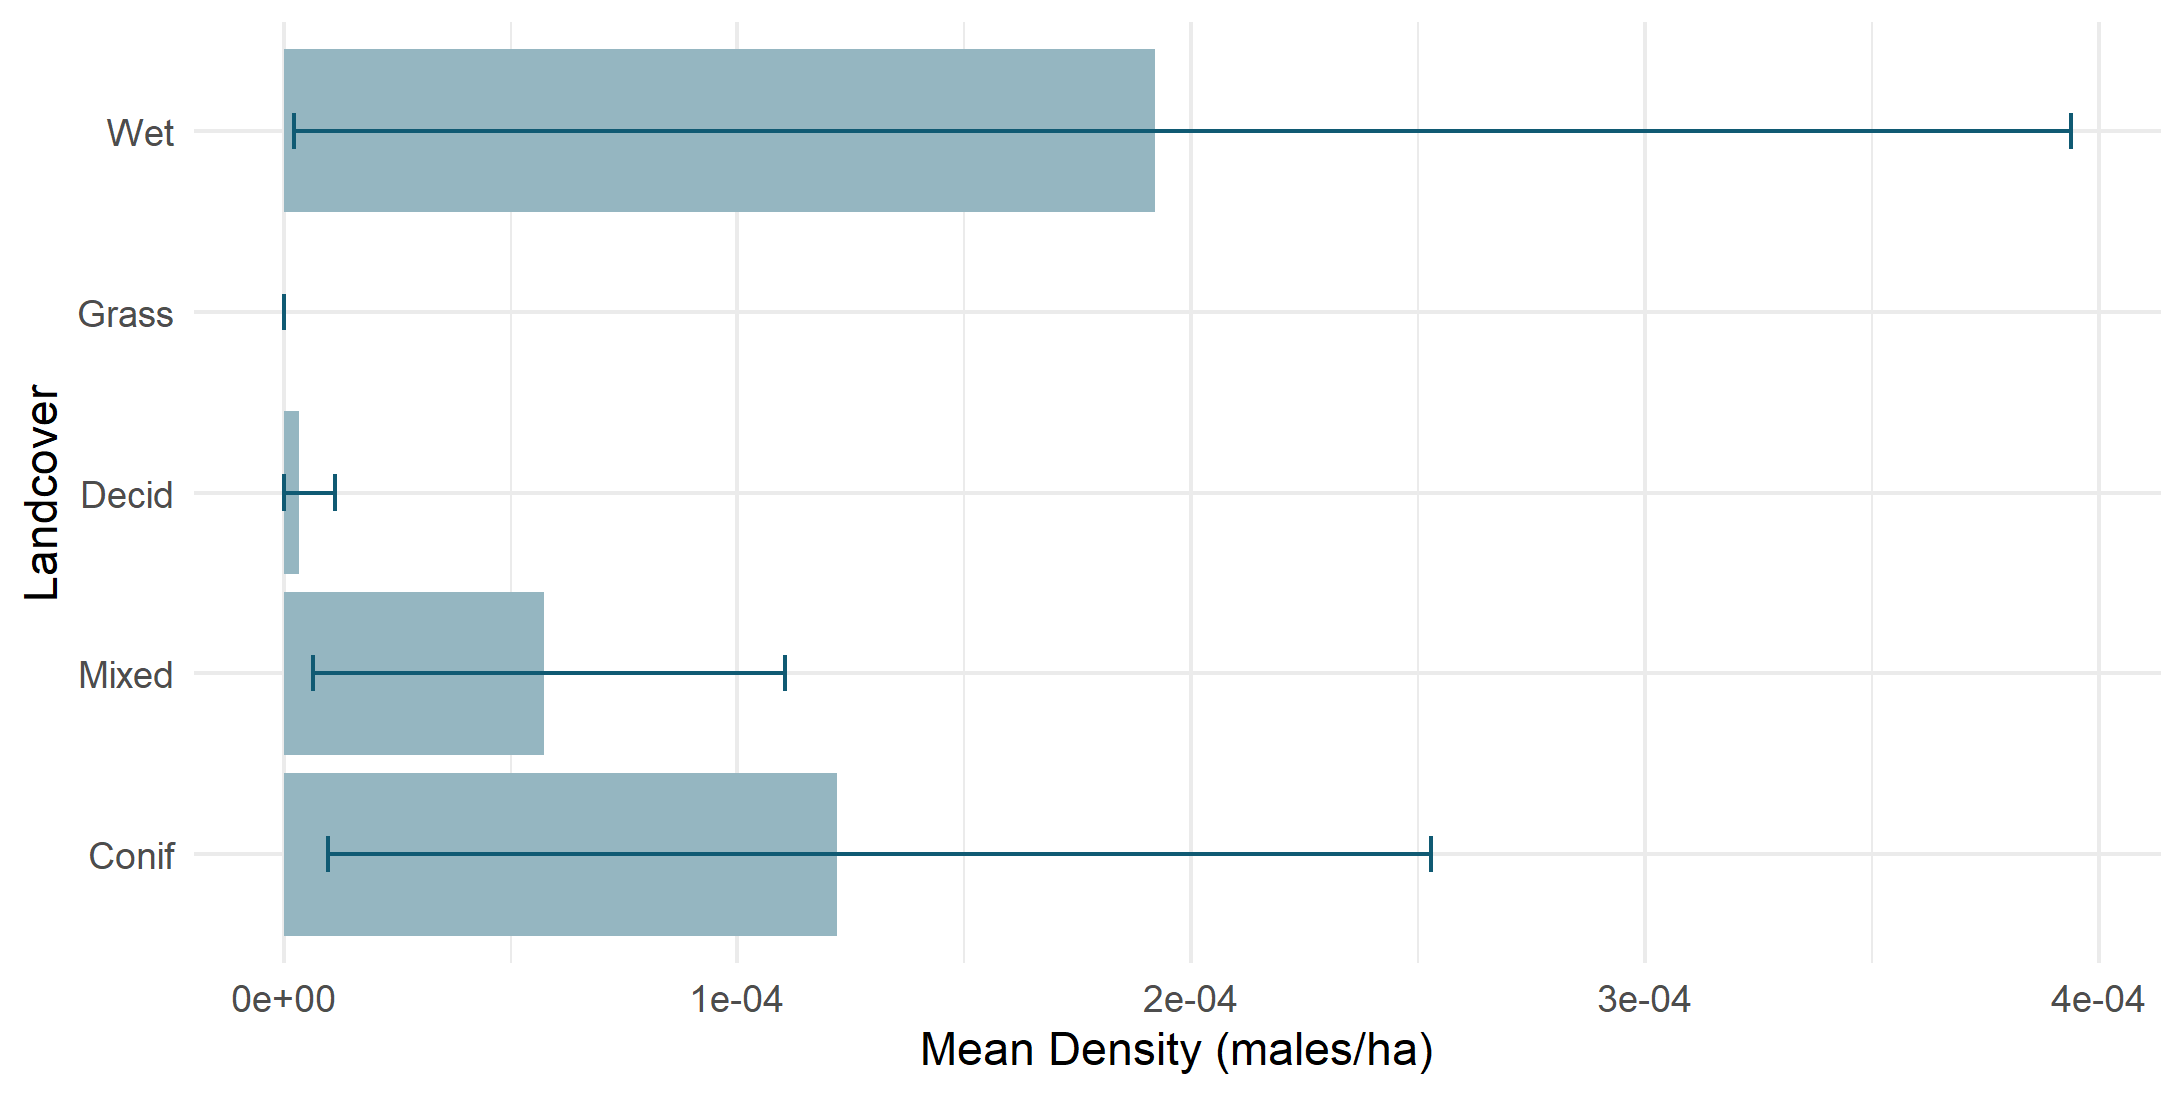 Wet
Grass
Decid
Mixed
Conif
Landcover
0e+00 1e-04 2e-04 3e-04 4e-04
Mean Density (males/ha)